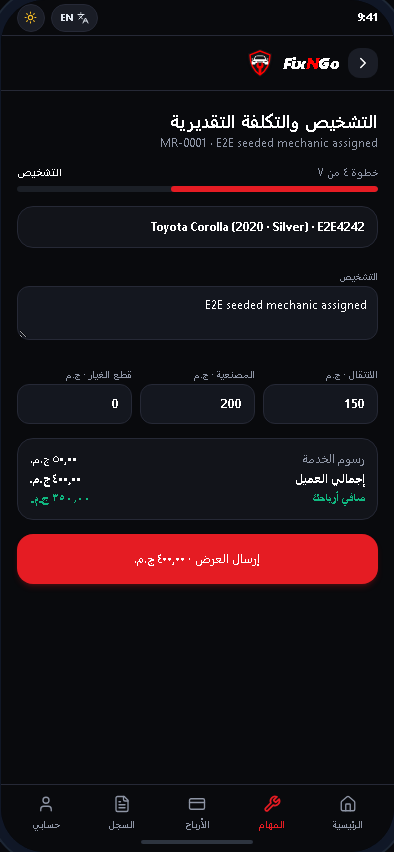 9:41
EN
FixNGo
التشخيص والتكلفة التقديرية
MR-0001 · E2E seeded mechanic assigned
خطوة ٤ من ٧
التشخيص
Toyota Corolla (2020 · Silver) · E2E4242
التشخيص
E2E seeded mechanic assigned
الانتقال · ج.م
المصنعية · ج.م
قطع الغيار · ج.م
150
200
0
رسوم الخدمة
٥٠٫٠٠ ج.م.
إجمالي العميل
٤٠٠٫٠٠ ج.م.
صافي أرباحك
٣٥٠٫٠٠ ج.م.
إرسال العرض · ٤٠٠٫٠٠ ج.م.
الرئيسية
المهام
الأرباح
السجل
حسابي